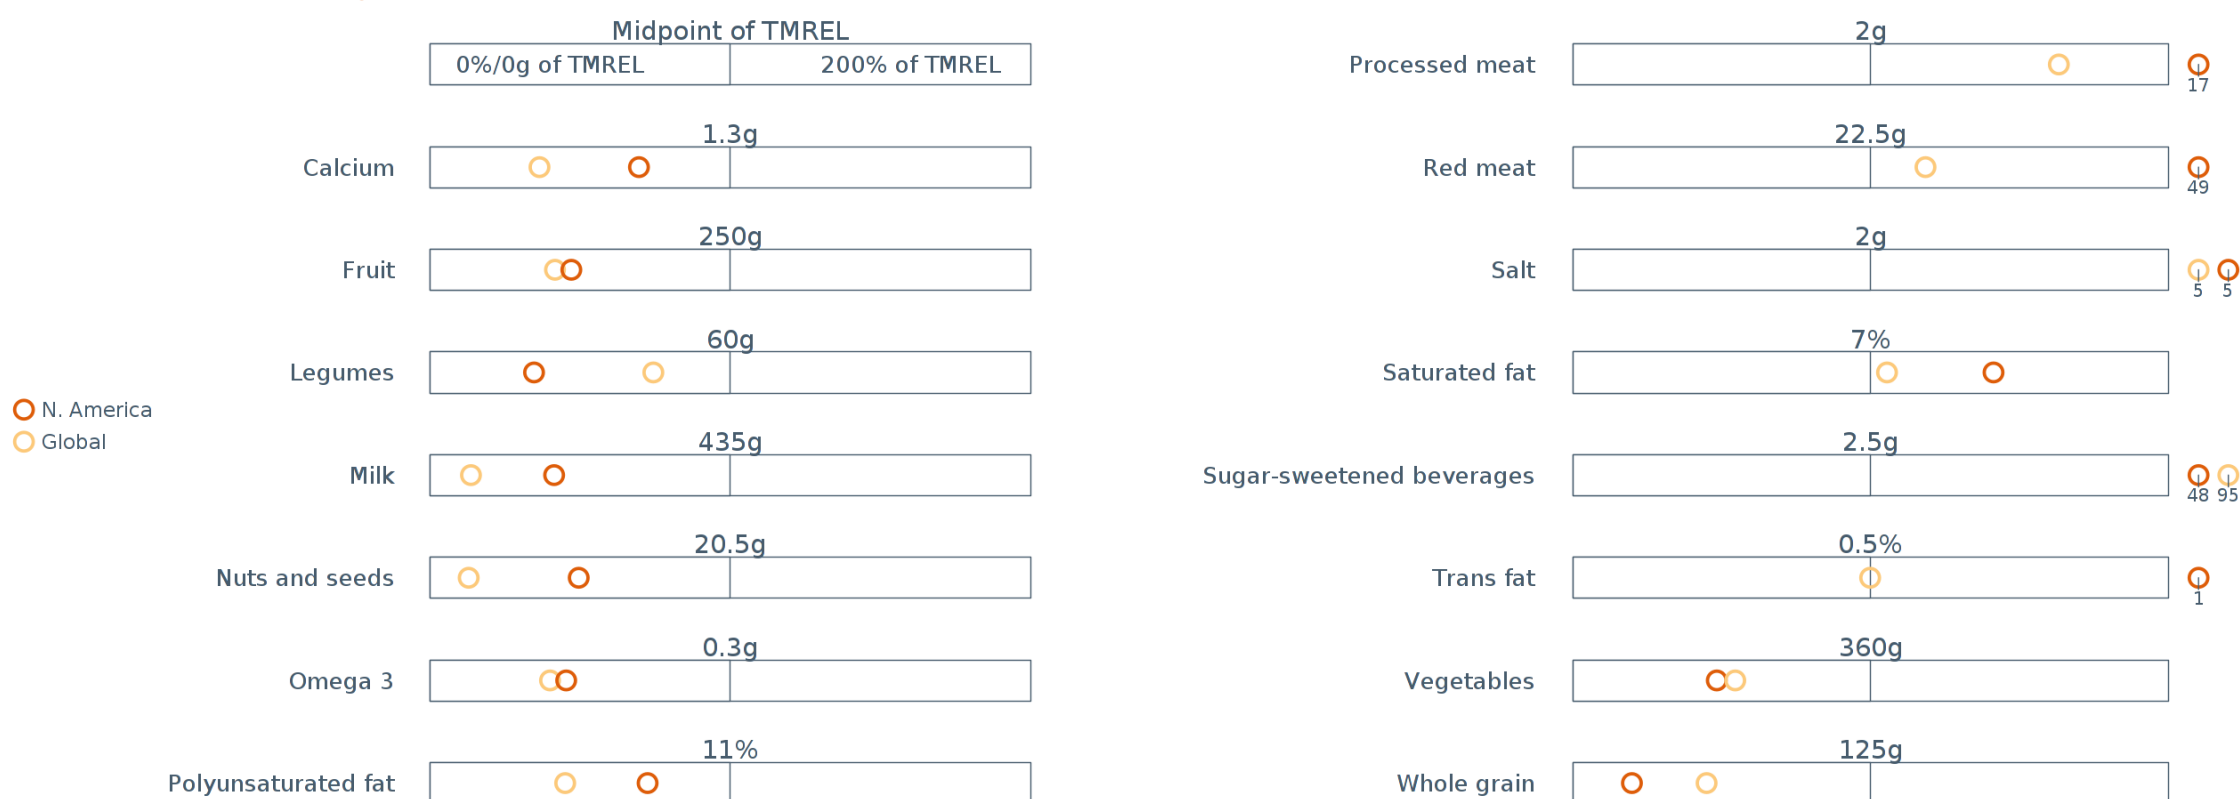 Midpoint of TMREL
0%/0g of TMREL 200% of TMREL
1.3g
Calcium
250g
Fruit
60g
Legumes
N. America
Global
435g
Milk
20.5g
Nuts and seeds
0.3g
Omega 3
11%
Polyunsaturated fat
2g
Processed meat
17
22.5g
Red meat
49
2g
Salt
5 5
7%
Saturated fat
2.5g
Sugar-sweetened beverages
48 95
0.5%
Trans fat
1
360g
Vegetables
125g
Whole grain